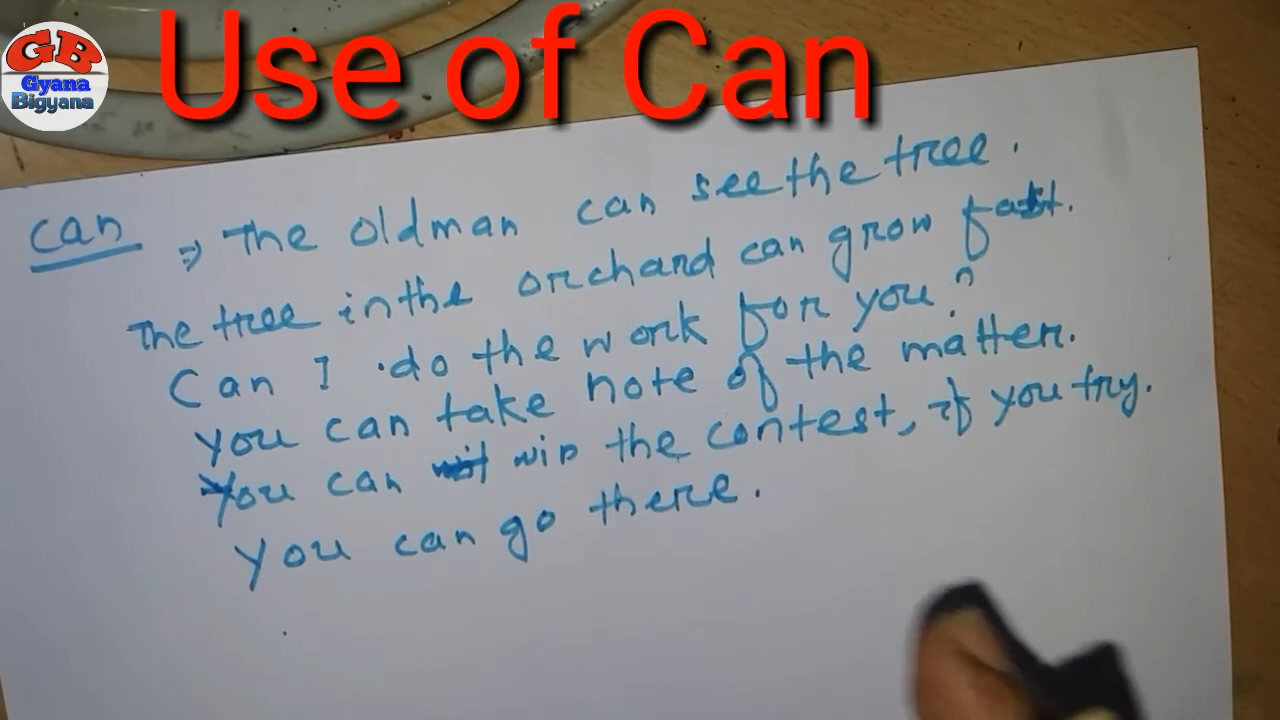 GB
Gyana
Bigyana
Use of Can
can ⇒ The oldman can see the tree.
The tree in the orchard can grow fast.
Can I do the work for you?
You can take note of the matter.
You can win the contest, if you try.
You can go there.